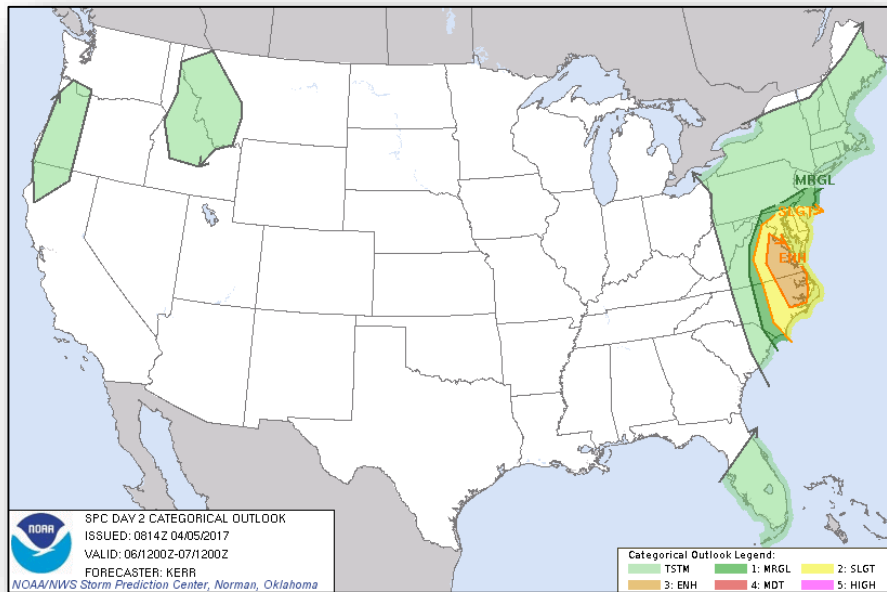 MRGL
SLGT
ENH
NOAA
SPC DAY 2 CATEGORICAL OUTLOOK
ISSUED: 0814Z 04/05/2017
VALID: 06/1200Z-07/1200Z
FORECASTER: KERR
NOAA/NWS Storm Prediction Center, Norman, Oklahoma
Categorical Outlook Legend:
TSTM 1: MRGL 2: SLGT
3: ENH 4: MDT 5: HIGH